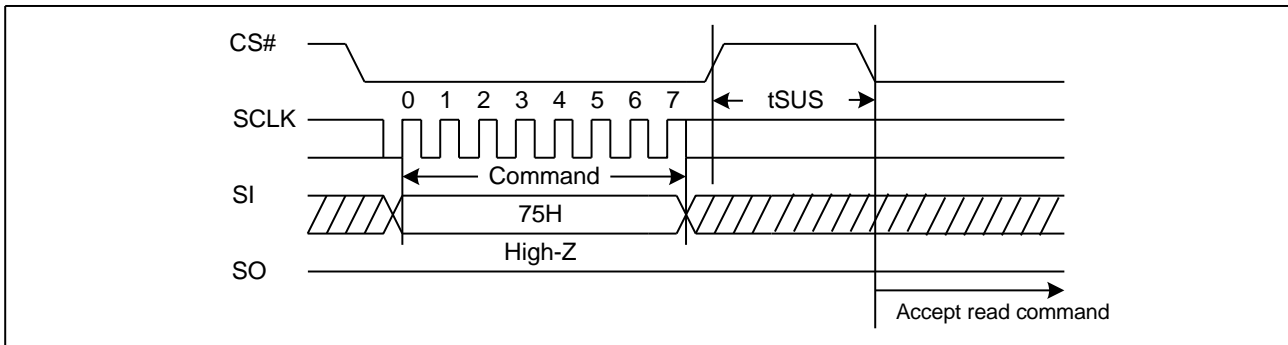 CS#
0 1 2 3 4 5 6 7
tSUS
SCLK
Command
SI
75H
High-Z
SO
Accept read command